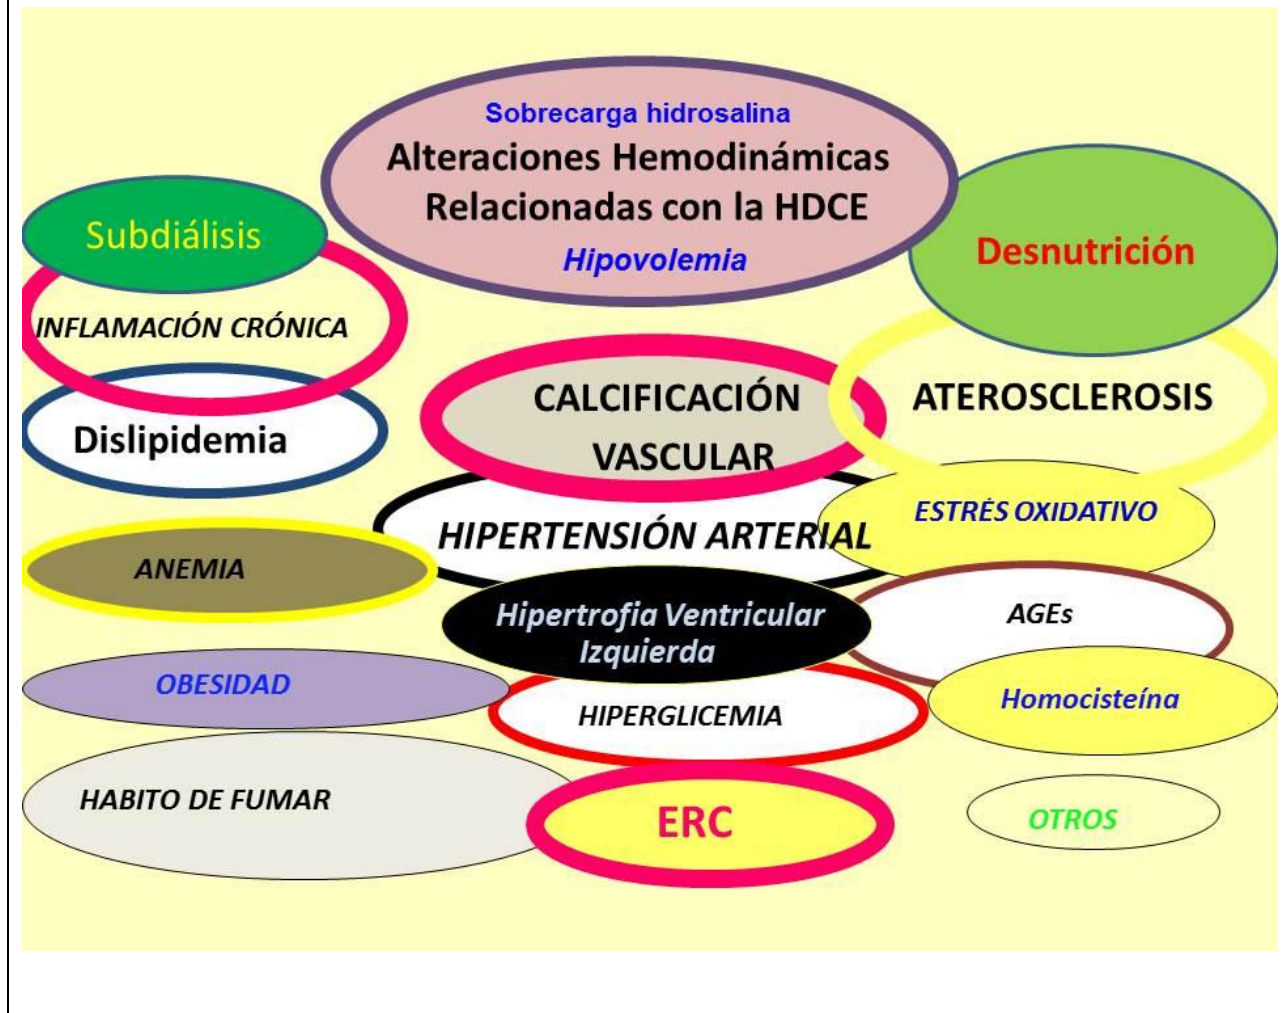 Sobrecarga hidrosalina
Alteraciones Hemodinámicas
Relacionadas con la HDCE
Hipovolemia
Subdiálisis
Desnutrición
INFLAMACIÓN CRÓNICA
CALCIFICACIÓN
VASCULAR
ATEROSCLEROSIS
Dislipidemia
HIPERTENSIÓN ARTERIAL
ESTRÉS OXIDATIVO
ANEMIA
Hipertrofia Ventricular
Izquierda
AGEs
OBESIDAD
HIPERGLICEMIA
Homocisteína
HABITO DE FUMAR
ERC
OTROS